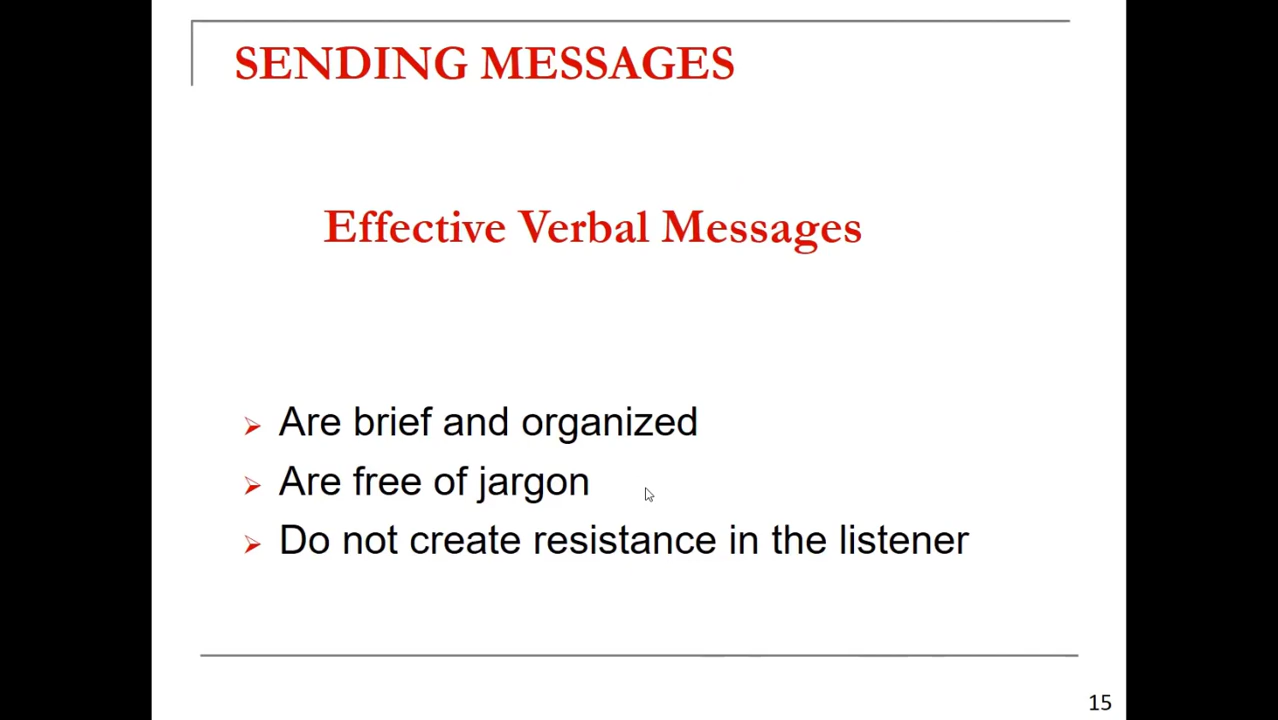 SENDING MESSAGES
Effective Verbal Messages
Are brief and organized
Are free of jargon
Do not create resistance in the listener
15